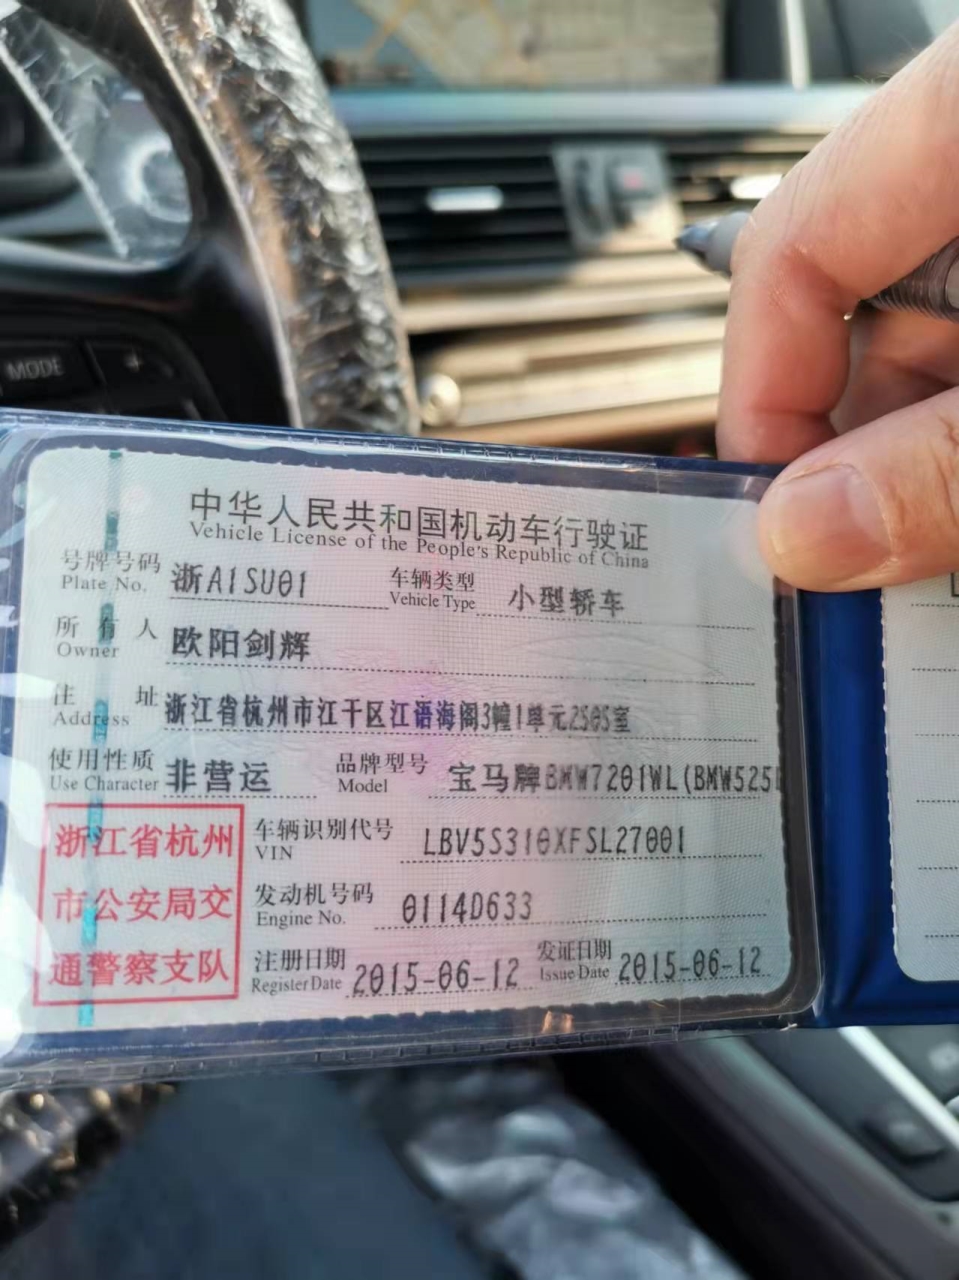 MODE
+
中华人民共和国机动车行驶证
Vehicle License of the People's Republic of China
号牌号码 浙A1SU01 车辆类型 小型轿车
Plate No. Vehicle Type
所有人 欧阳剑辉
Owner
住址 浙江省杭州市江干区江语海阁3幢1单元2505室
Address
使用性质 非营运 品牌型号 宝马牌BMW7201WL(BMW525
Use Character Model
浙江省杭州
市公安局交
通警察支队
车辆识别代号 LBV5S310XFSL27001
VIN
发动机号码 0114D633
Engine No.
注册日期 2015-06-12 发证日期 2015-06-12
Register Date Issue Date